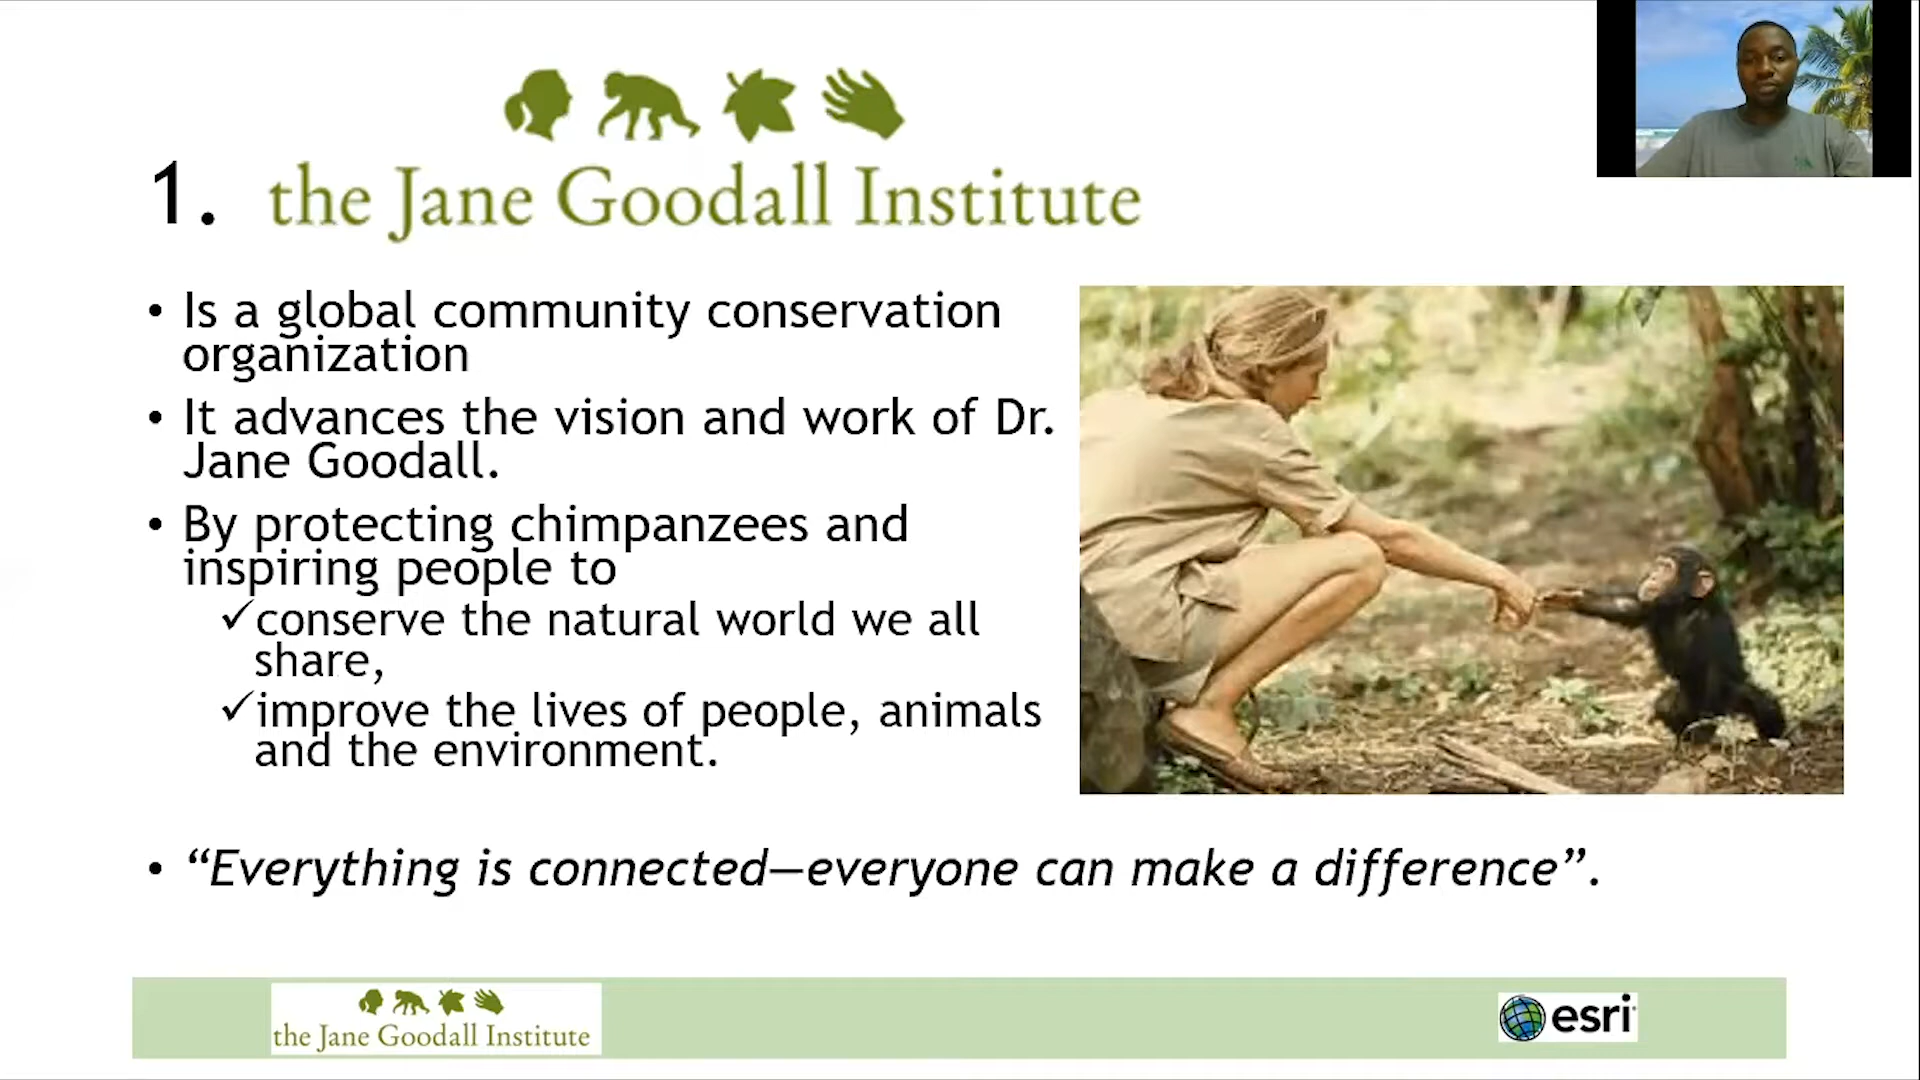 1. the Jane Goodall Institute
• Is a global community conservation
organization
• It advances the vision and work of Dr.
Jane Goodall.
• By protecting chimpanzees and
inspiring people to
✓conserve the natural world we all
share,
✓improve the lives of people, animals
and the environment.
• “Everything is connected—everyone can make a difference”.
the Jane Goodall Institute
esri